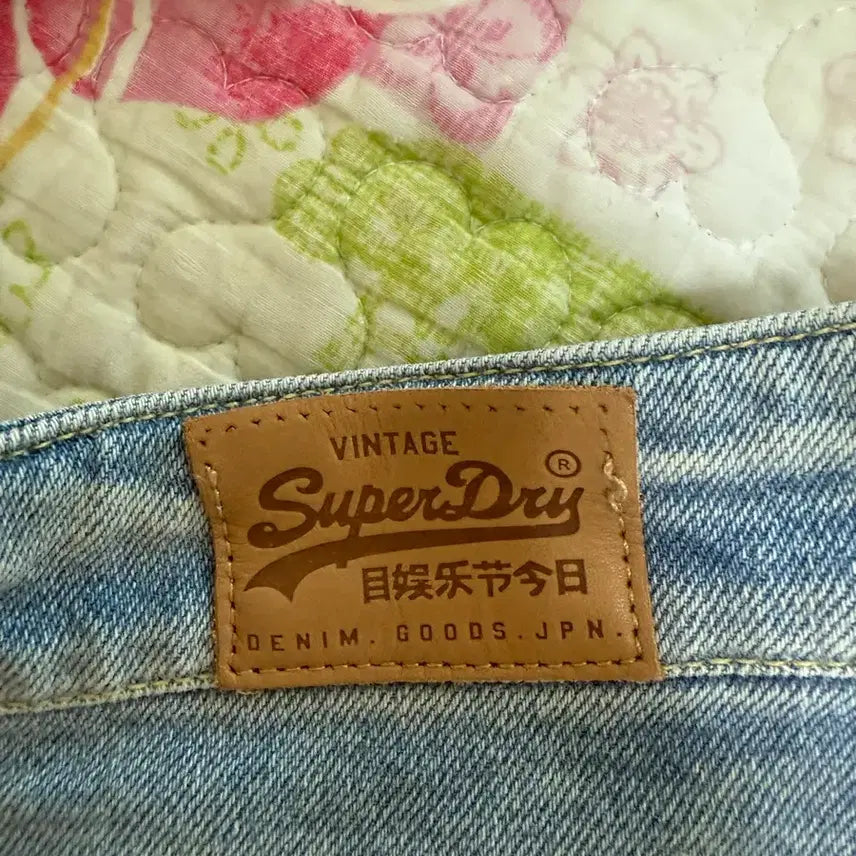 VINTAGE
SuperDry®
目娱乐节今日
DENIM. GOODS. JPN.